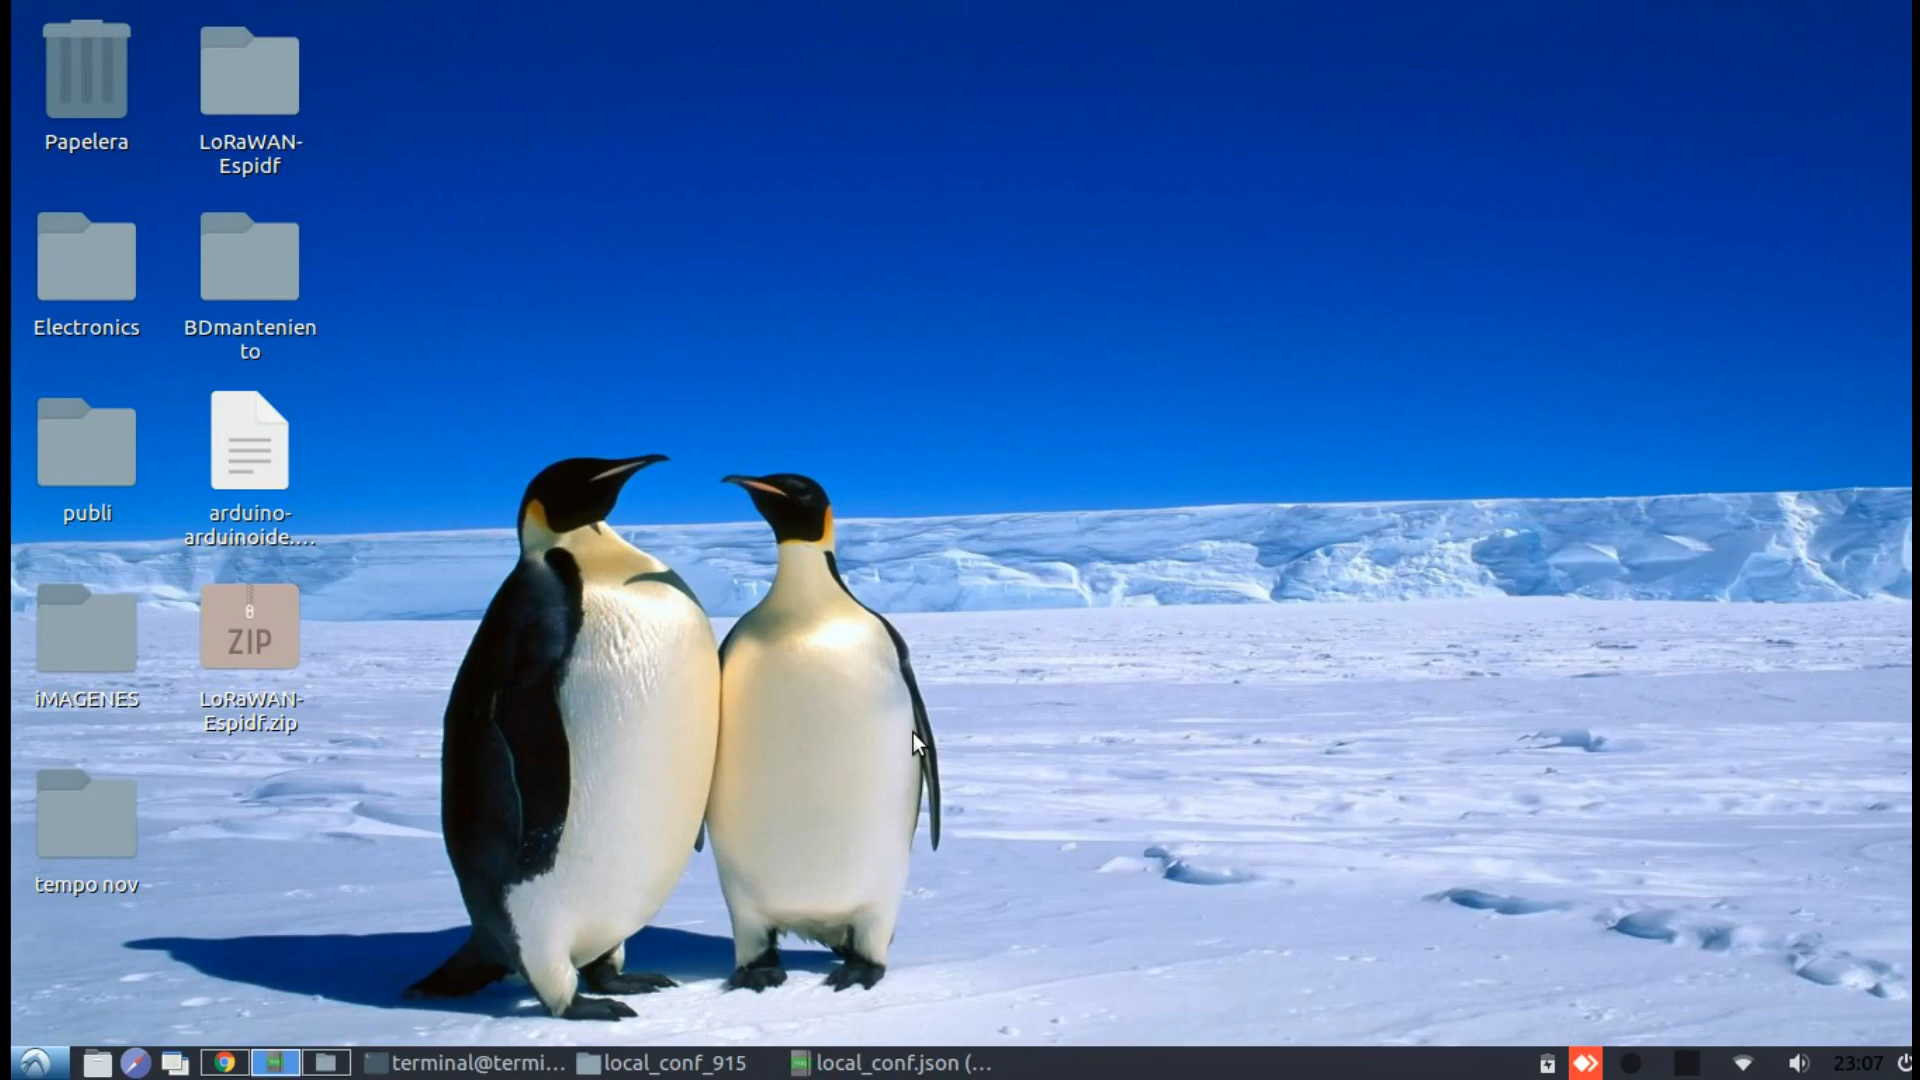 Papelera
LoRaWAN-
Espidf
Electronics
BDmantenien
to
publi
arduino-
arduinoide....
iMAGENES
ZIP
LoRaWAN-
Espidf.zip
tempo nov
terminal@termi...
local_conf_915
local_conf.json (...
23:07